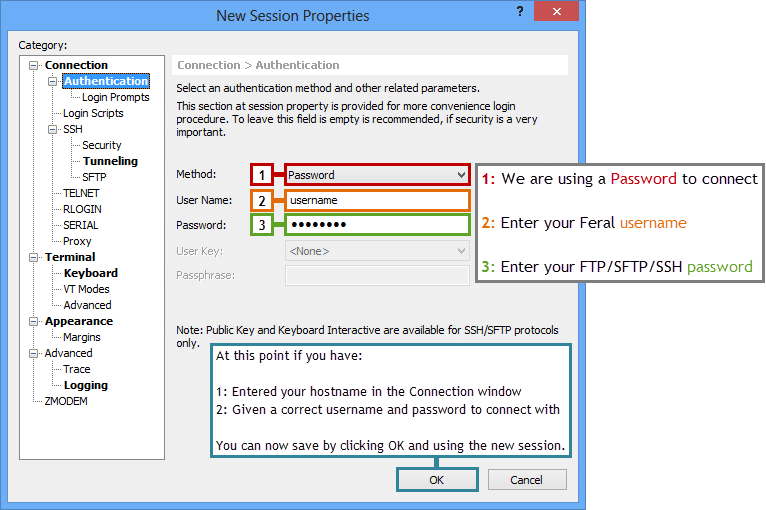 New Session Properties
?
Category:
Connection
Authentication
Login Prompts
Login Scripts
SSH
Security
Tunneling
SFTP
TELNET
RLOGIN
SERIAL
Proxy
Terminal
Keyboard
VT Modes
Advanced
Appearance
Margins
Advanced
Trace
Logging
ZMODEM
Connection > Authentication
Select an authentication method and other related parameters.
This section at session property is provided for more convenience login
procedure. To leave this field is empty is recommended, if security is a very
important.
Method: 1 Password
User Name: 2 username
Password: 3 ••••••••
User Key: <None>
Passphrase:
1: We are using a Password to connect
2: Enter your Feral username
3: Enter your FTP/SFTP/SSH password
Note: Public Key and Keyboard Interactive are available for SSH/SFTP protocols
only.
At this point if you have:
1: Entered your hostname in the Connection window
2: Given a correct username and password to connect with
You can now save by clicking OK and using the new session.
OK Cancel